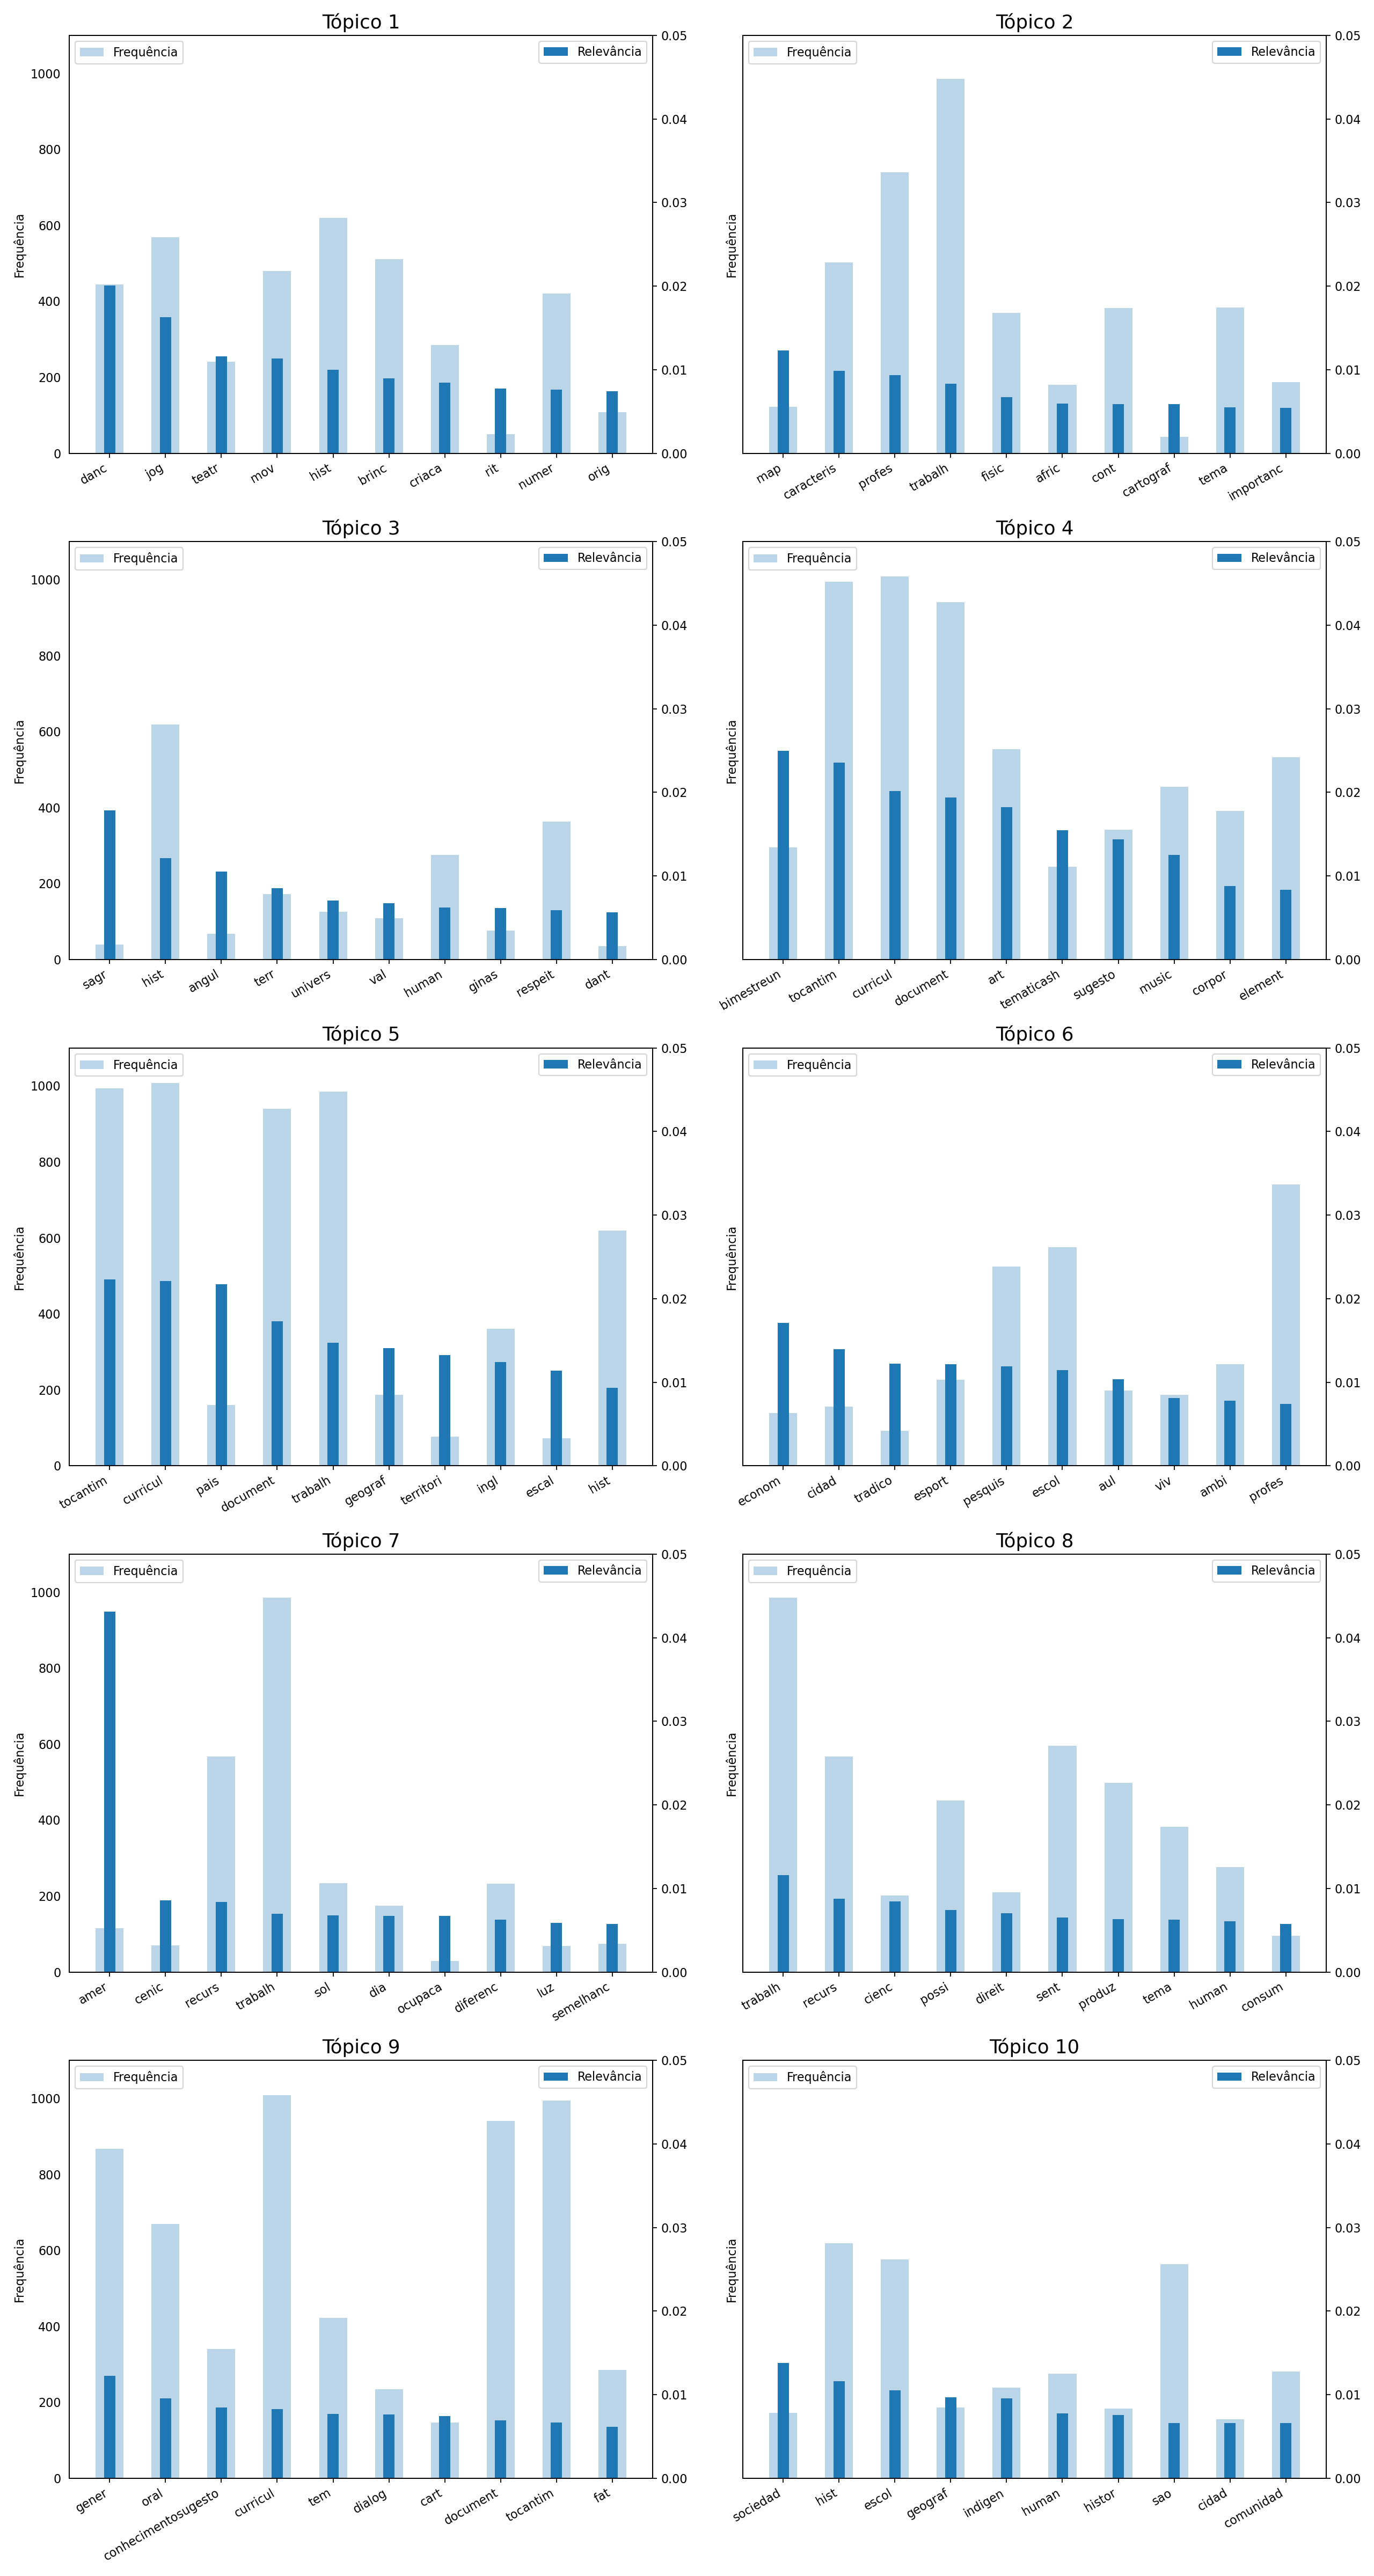 Tópico 1
Frequência
Relevância
1000
800
600
400
200
0
Frequência
0.05
0.04
0.03
0.02
0.01
0.00
danc
jog
teatr
mov
hist
brinc
criaca
rit
numer
orig
Tópico 2
Frequência
Relevância
Frequência
0.05
0.04
0.03
0.02
0.01
0.00
map
caracteris
profes
trabalh
fisic
afric
cont
cartograf
tema
importanc
Tópico 3
Frequência
Relevância
1000
800
600
400
200
0
Frequência
0.05
0.04
0.03
0.02
0.01
0.00
sagr
hist
angul
terr
univers
val
human
ginas
respeit
dant
Tópico 4
Frequência
Relevância
Frequência
0.05
0.04
0.03
0.02
0.01
0.00
bimestreun
tocantim
curricul
document
art
tematicash
sugesto
music
corpor
element
Tópico 5
Frequência
Relevância
1000
800
600
400
200
0
Frequência
0.05
0.04
0.03
0.02
0.01
0.00
tocantim
curricul
pais
document
trabalh
geograf
territori
ingl
escal
hist
Tópico 6
Frequência
Relevância
Frequência
0.05
0.04
0.03
0.02
0.01
0.00
econom
cidad
tradico
esport
pesquis
escol
aul
viv
ambi
profes
Tópico 7
Frequência
Relevância
1000
800
600
400
200
0
Frequência
0.05
0.04
0.03
0.02
0.01
0.00
amer
cenic
recurs
trabalh
sol
dia
ocupaca
diferenc
luz
semelhanc
Tópico 8
Frequência
Relevância
Frequência
0.05
0.04
0.03
0.02
0.01
0.00
trabalh
recurs
cienc
possi
direit
sent
produz
tema
human
consum
Tópico 9
Frequência
Relevância
1000
800
600
400
200
0
Frequência
0.05
0.04
0.03
0.02
0.01
0.00
gener
oral
conhecimentosugesto
curricul
tem
dialog
cart
document
tocantim
fat
Tópico 10
Frequência
Relevância
Frequência
0.05
0.04
0.03
0.02
0.01
0.00
sociedad
hist
escol
geograf
indigen
human
histor
sao
cidad
comunidad